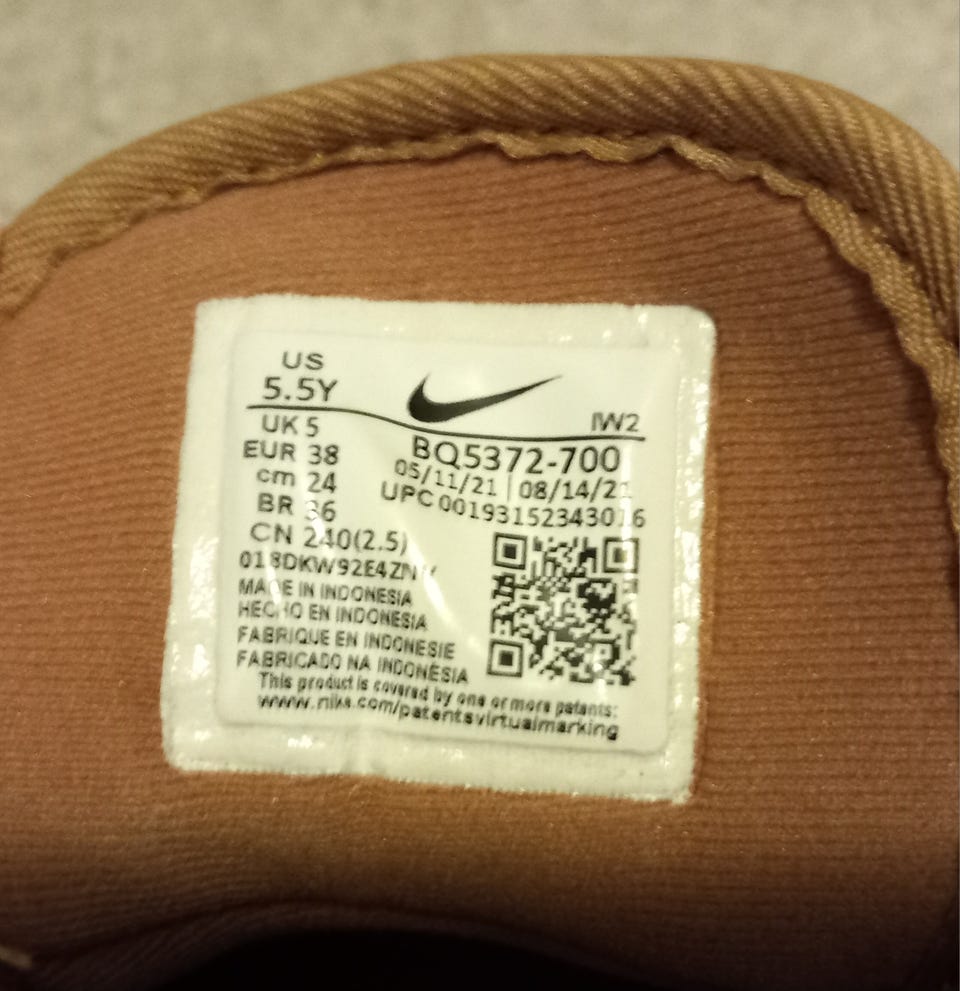 US
5.5Y
IW2
UK 5
EUR 38
cm 24
BR 36
CN 240(2.5)
BQ5372-700
05/11/21 | 08/14/21
UPC 00193152343016
MADE IN INDONESIA
HECHO EN INDONESIA
FABRIQUE EN INDONESIE
FABRICADO NA INDONÉSIA
This product is covered by one or more patents:
www.nike.com/patentsvirtualmarking